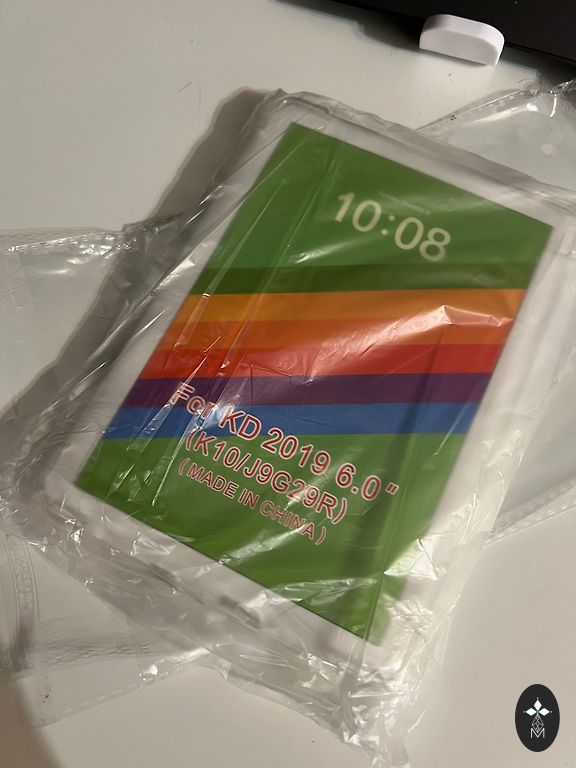 10:08
For KD 2019 6.0"
(K10/J9G29R)
(MADE IN CHINA)